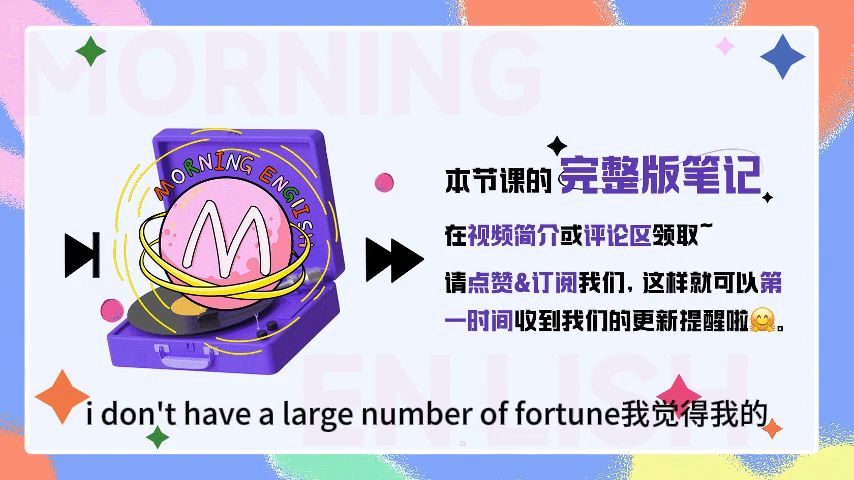 MORNING
MORNING ENGlISH
M
本节课的 完整版笔记
在视频简介或评论区领取~
请点赞&订阅我们，这样就可以第
一时间收到我们的更新提醒啦🤗。
EN LISH
i don't have a large number of fortune我觉得我的